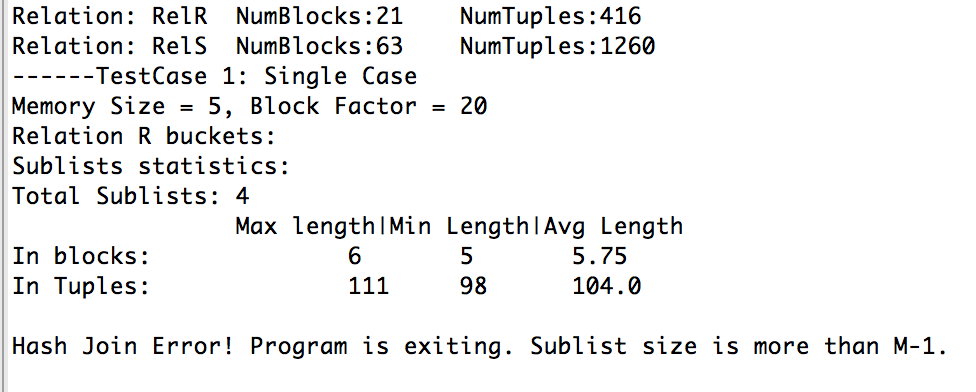 Relation: RelR  NumBlocks:21    NumTuples:416
Relation: RelS  NumBlocks:63    NumTuples:1260
------TestCase 1: Single Case
Memory Size = 5, Block Factor = 20
Relation R buckets:
Sublists statistics:
Total Sublists: 4
                Max length|Min Length|Avg Length
In blocks:              6       5       5.75
In Tuples:              111     98      104.0
Hash Join Error! Program is exiting. Sublist size is more than M-1.